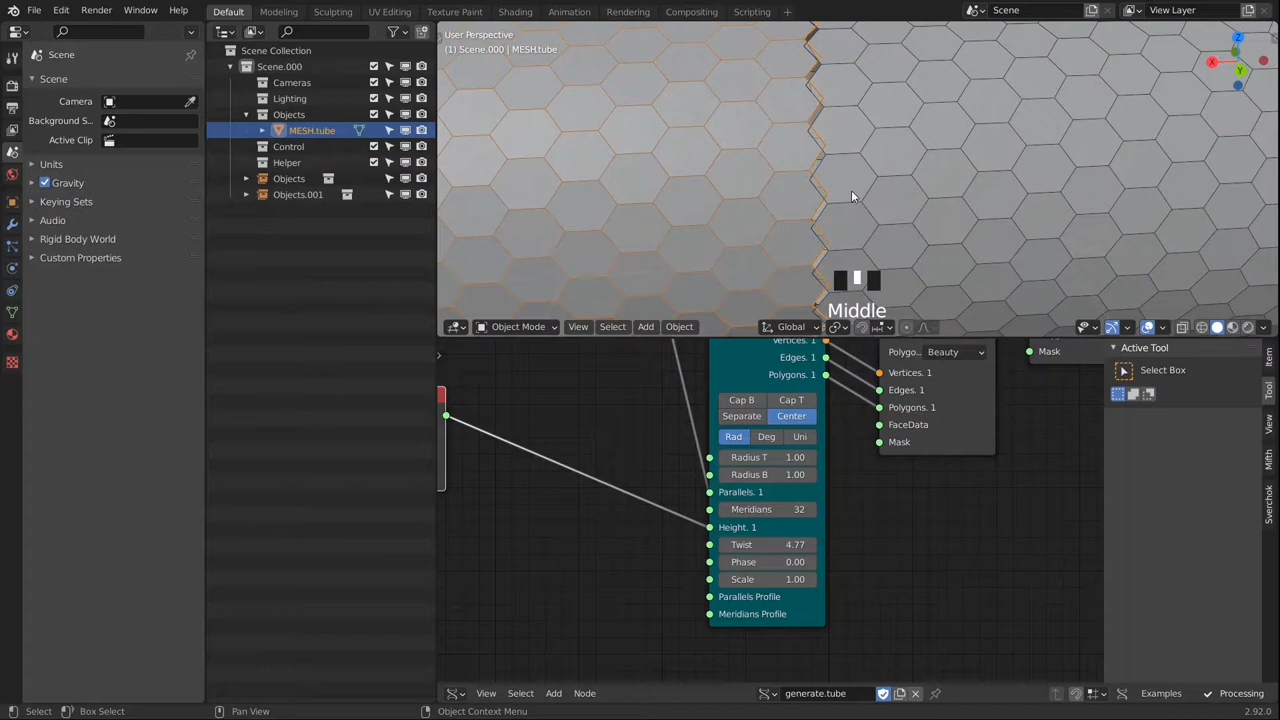 File Edit Render Window Help
Default Modeling Sculpting UV Editing Texture Paint Shading Animation Rendering Compositing Scripting +
Scene
View Layer
Scene
Scene
Camera
Background S...
Active Clip
Units
Gravity
Keying Sets
Audio
Rigid Body World
Custom Properties
Scene Collection
Scene.000
Cameras
Lighting
Objects
MESH.tube
Control
Helper
Objects
Objects.001
User Perspective
(1) Scene.000 | MESH.tube
Z
X
Y
Middle
Object Mode View Select Add Object
Global
Vertices. 1
Edges. 1
Polygons. 1
Cap B Cap T
Separate Center
Rad Deg Uni
Radius T 1.00
Radius B 1.00
Parallels. 1
Meridians 32
Height. 1
Twist 4.77
Phase 0.00
Scale 1.00
Parallels Profile
Meridians Profile
Polygo.. Beauty
Vertices. 1
Edges. 1
Polygons. 1
FaceData
Mask
Mask
Active Tool
Select Box
Item
Tool
View
Mith
Sverchok
View Select Add Node
generate.tube
Examples Processing
Select Box Select Pan View Object Context Menu 2.92.0